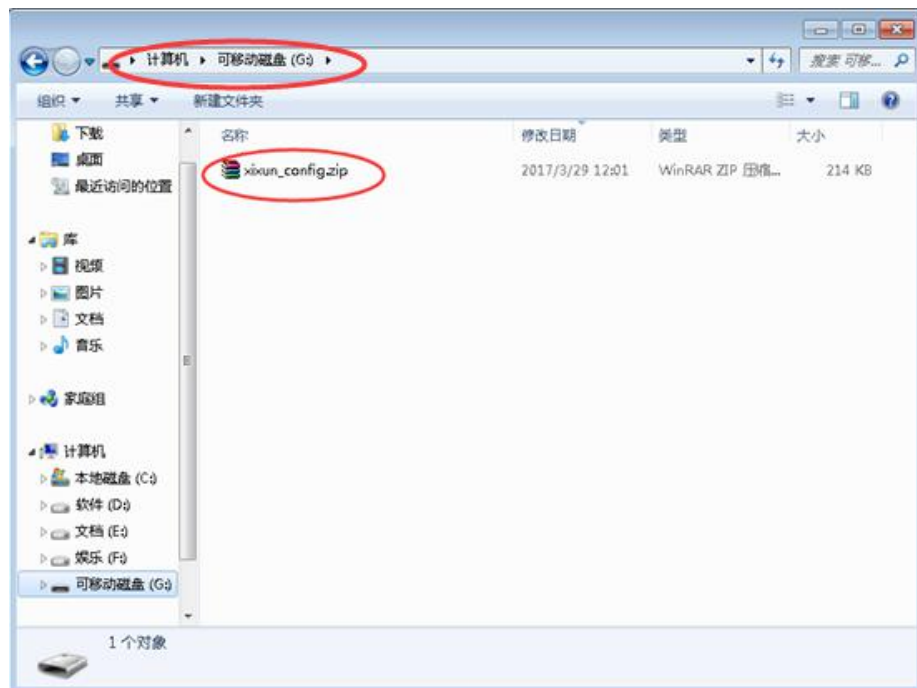 计算机 可移动磁盘 (G:)
搜索 可移...
组织 共享 新建文件夹
名称 修改日期 类型 大小
xixun_config.zip 2017/3/29 12:01 WinRAR ZIP 压缩... 214 KB
下载
桌面
最近访问的位置
库
视频
图片
文档
音乐
家庭组
计算机
本地磁盘 (C:)
软件 (D:)
文档 (E:)
娱乐 (F:)
可移动磁盘 (G:)
1 个对象